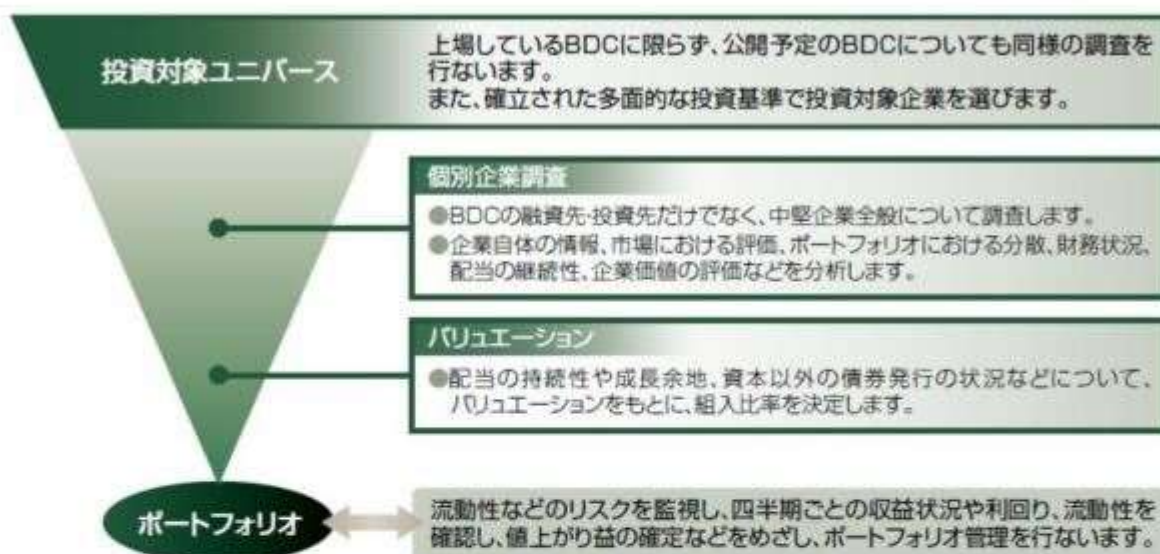 投資対象ユニバース
上場しているBDCに限らず、公開予定のBDCについても同様の調査を
行ないます。
また、確立された多面的な投資基準で投資対象企業を選びます。
個別企業調査
●BDCの融資先・投資先だけでなく、中堅企業全般について調査します。
●企業自体の情報、市場における評価、ポートフォリオにおける分散、財務状況、
配当の継続性、企業価値の評価などを分析します。
バリュエーション
●配当の持続性や成長余地、資本以外の債券発行の状況などについて、
バリュエーションをもとに、組入比率を決定します。
ポートフォリオ
流動性などのリスクを監視し、四半期ごとの収益状況や利回り、流動性を
確認し、値上がり益の確定などをめざし、ポートフォリオ管理を行ないます。